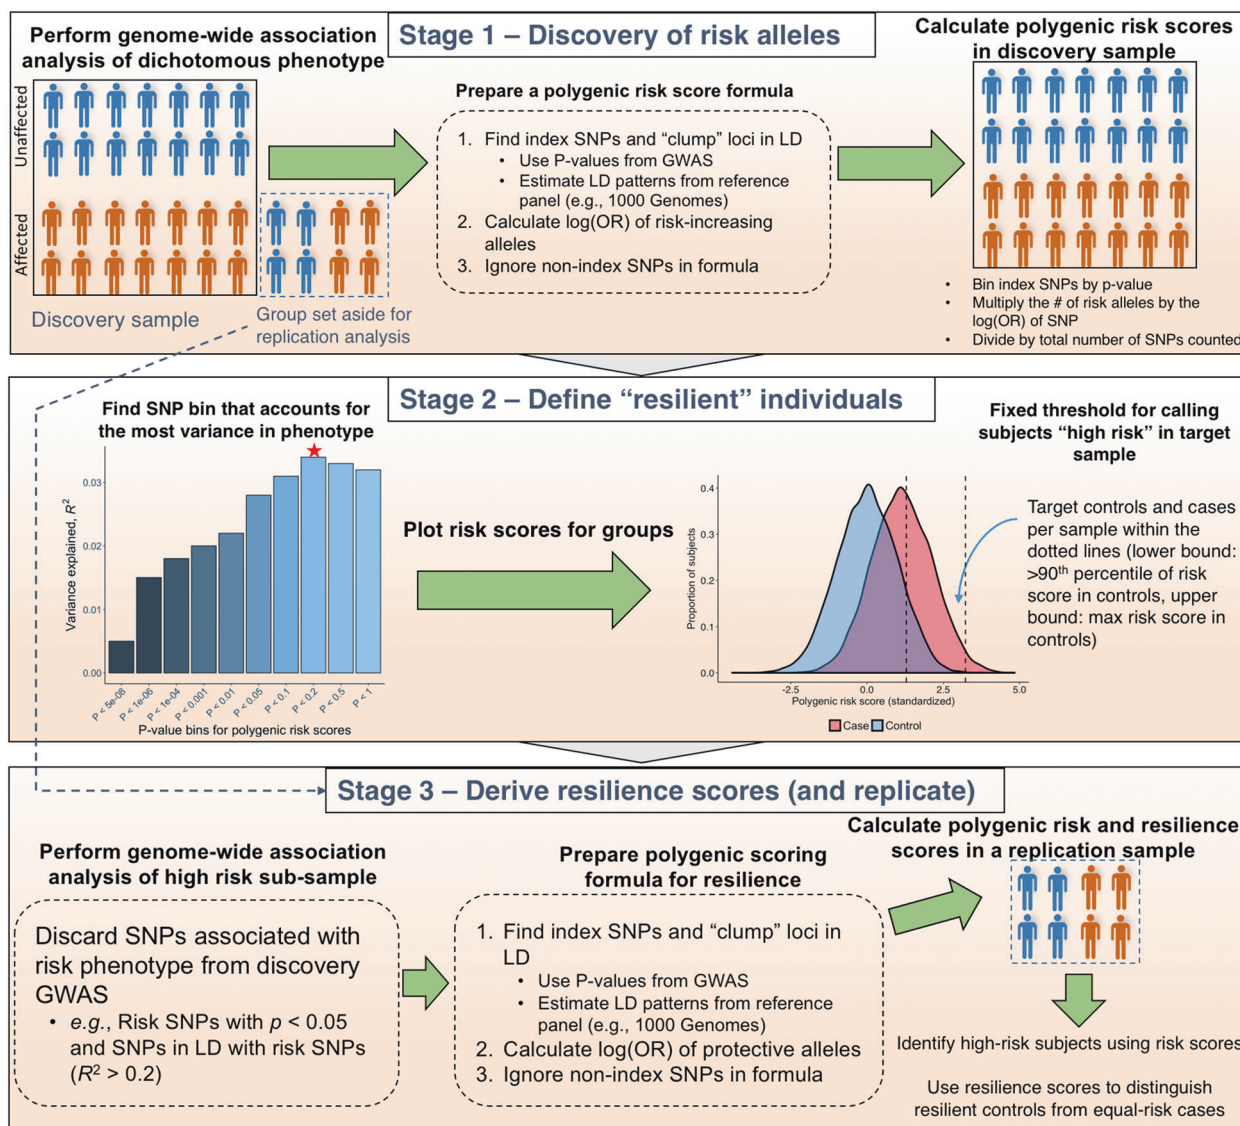 Stage 1 – Discovery of risk alleles
Perform genome-wide association
analysis of dichotomous phenotype
Unaffected
Affected
Discovery sample
Group set aside for
replication analysis
Prepare a polygenic risk score formula
1. Find index SNPs and “clump” loci in LD
• Use P-values from GWAS
• Estimate LD patterns from reference
panel (e.g., 1000 Genomes)
2. Calculate log(OR) of risk-increasing
alleles
3. Ignore non-index SNPs in formula
Calculate polygenic risk scores
in discovery sample
• Bin index SNPs by p-value
• Multiply the # of risk alleles by the
log(OR) of SNP
• Divide by total number of SNPs counted
Stage 2 – Define “resilient” individuals
Find SNP bin that accounts for
the most variance in phenotype
Variance explained, R²
0.03
0.02
0.01
0.00
P < 5e-08
P < 1e-06
P < 1e-04
P < 0.001
P < 0.01
P < 0.05
P < 0.1
P < 0.2
P < 0.5
P < 1
P-value bins for polygenic risk scores
Plot risk scores for groups
Proportion of subjects
0.4
0.3
0.2
0.1
0.0
-2.5
0.0
2.5
5.0
Polygenic risk score (standardized)
Case
Control
Fixed threshold for calling
subjects “high risk” in target
sample
Target controls and cases
per sample within the
dotted lines (lower bound:
>90th percentile of risk
score in controls, upper
bound: max risk score in
controls)
Stage 3 – Derive resilience scores (and replicate)
Perform genome-wide association
analysis of high risk sub-sample
Discard SNPs associated with
risk phenotype from discovery
GWAS
• e.g., Risk SNPs with p < 0.05
and SNPs in LD with risk SNPs
(R² > 0.2)
Prepare polygenic scoring
formula for resilience
1. Find index SNPs and “clump” loci in
LD
• Use P-values from GWAS
• Estimate LD patterns from reference
panel (e.g., 1000 Genomes)
2. Calculate log(OR) of protective alleles
3. Ignore non-index SNPs in formula
Calculate polygenic risk and resilience
scores in a replication sample
Identify high-risk subjects using risk scores
Use resilience scores to distinguish
resilient controls from equal-risk cases